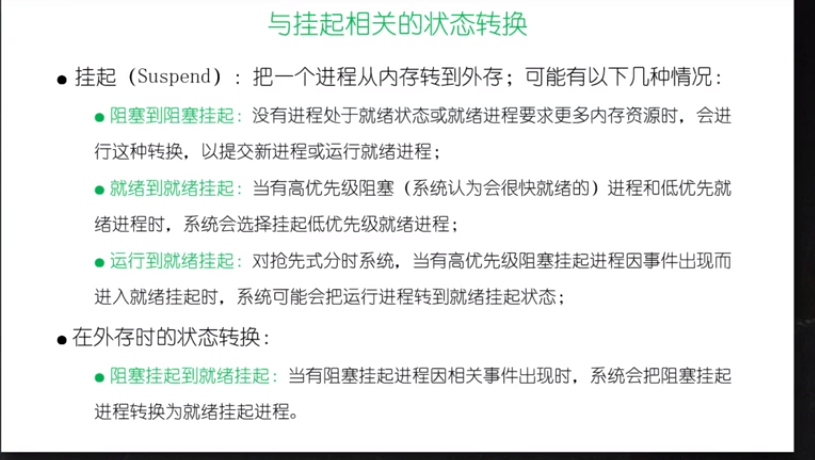 与挂起相关的状态转换
● 挂起（Suspend）：把一个进程从内存转到外存；可能有以下几种情况：
● 阻塞到阻塞挂起：没有进程处于就绪状态或就绪进程要求更多内存资源时，会进
行这种转换，以提交新进程或运行就绪进程；
● 就绪到就绪挂起：当有高优先级阻塞（系统认为会很快就绪的）进程和低优先就
绪进程时，系统会选择挂起低优先级就绪进程；
● 运行到就绪挂起：对抢先式分时系统，当有高优先级阻塞挂起进程因事件出现而
进入就绪挂起时，系统可能会把运行进程转到就绪挂起状态；
● 在外存时的状态转换：
● 阻塞挂起到就绪挂起：当有阻塞挂起进程因相关事件出现时，系统会把阻塞挂起
进程转换为就绪挂起进程。